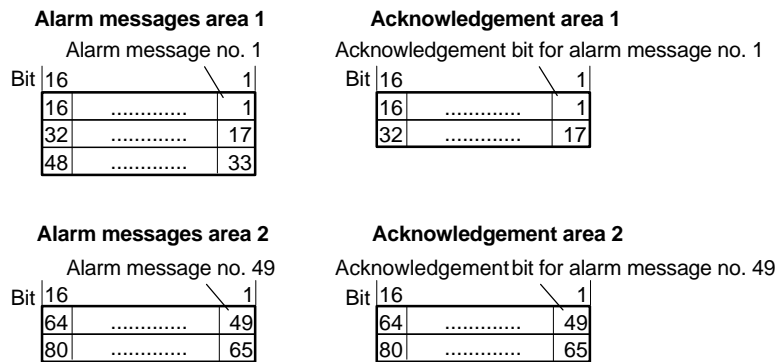 Alarm messages area 1
Alarm message no. 1
Bit 16 1
16 ............. 1
32 ............. 17
48 ............. 33
Acknowledgement area 1
Acknowledgement bit for alarm message no. 1
Bit 16 1
16 ............. 1
32 ............. 17
Alarm messages area 2
Alarm message no. 49
Bit 16 1
64 ............. 49
80 ............. 65
Acknowledgement area 2
Acknowledgement bit for alarm message no. 49
Bit 16 1
64 ............. 49
80 ............. 65